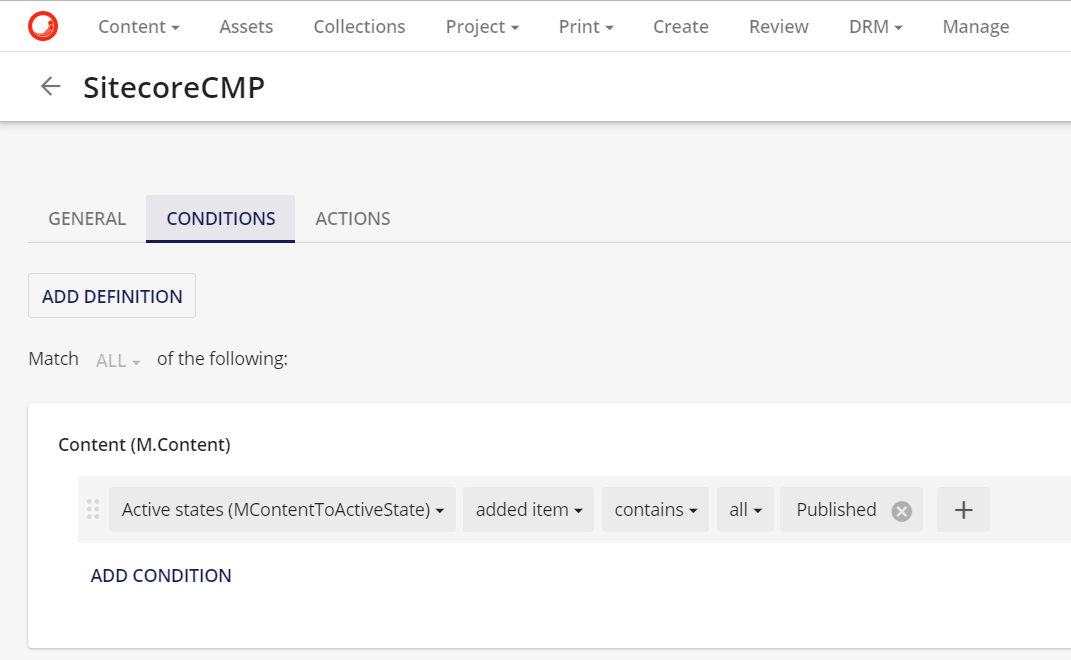 Content Assets Collections Project Print Create Review DRM Manage
SitecoreCMP
GENERAL CONDITIONS ACTIONS
ADD DEFINITION
Match ALL of the following:
Content (M.Content)
Active states (MContentToActiveState) added item contains all Published +
ADD CONDITION